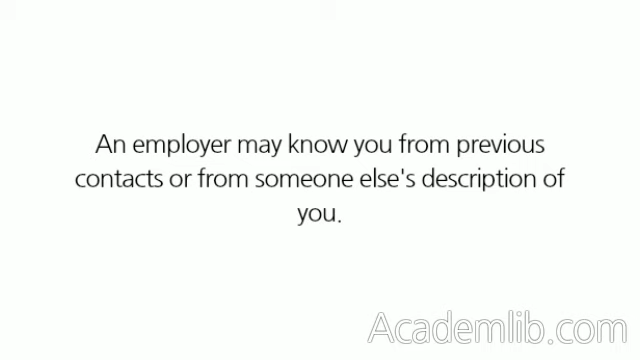 An employer may know you from previous
contacts or from someone else's description of
you.
Academlib.com